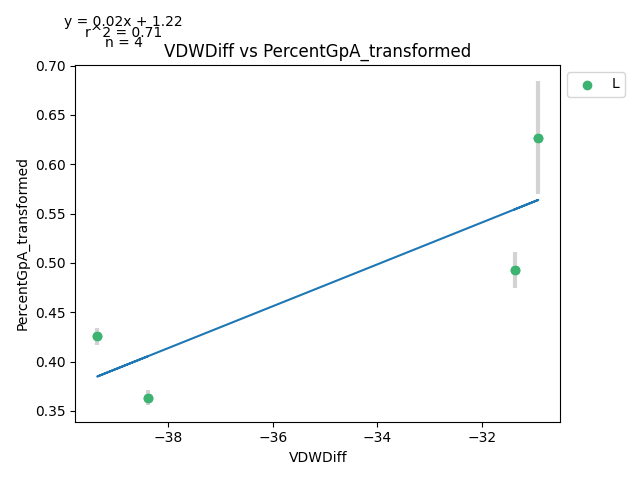 y = 0.02x + 1.22
r^2 = 0.71
n = 4
VDWDiff vs PercentGpA_transformed
L
PercentGpA_transformed
0.70
0.65
0.60
0.55
0.50
0.45
0.40
0.35
−38
−36
−34
−32
VDWDiff